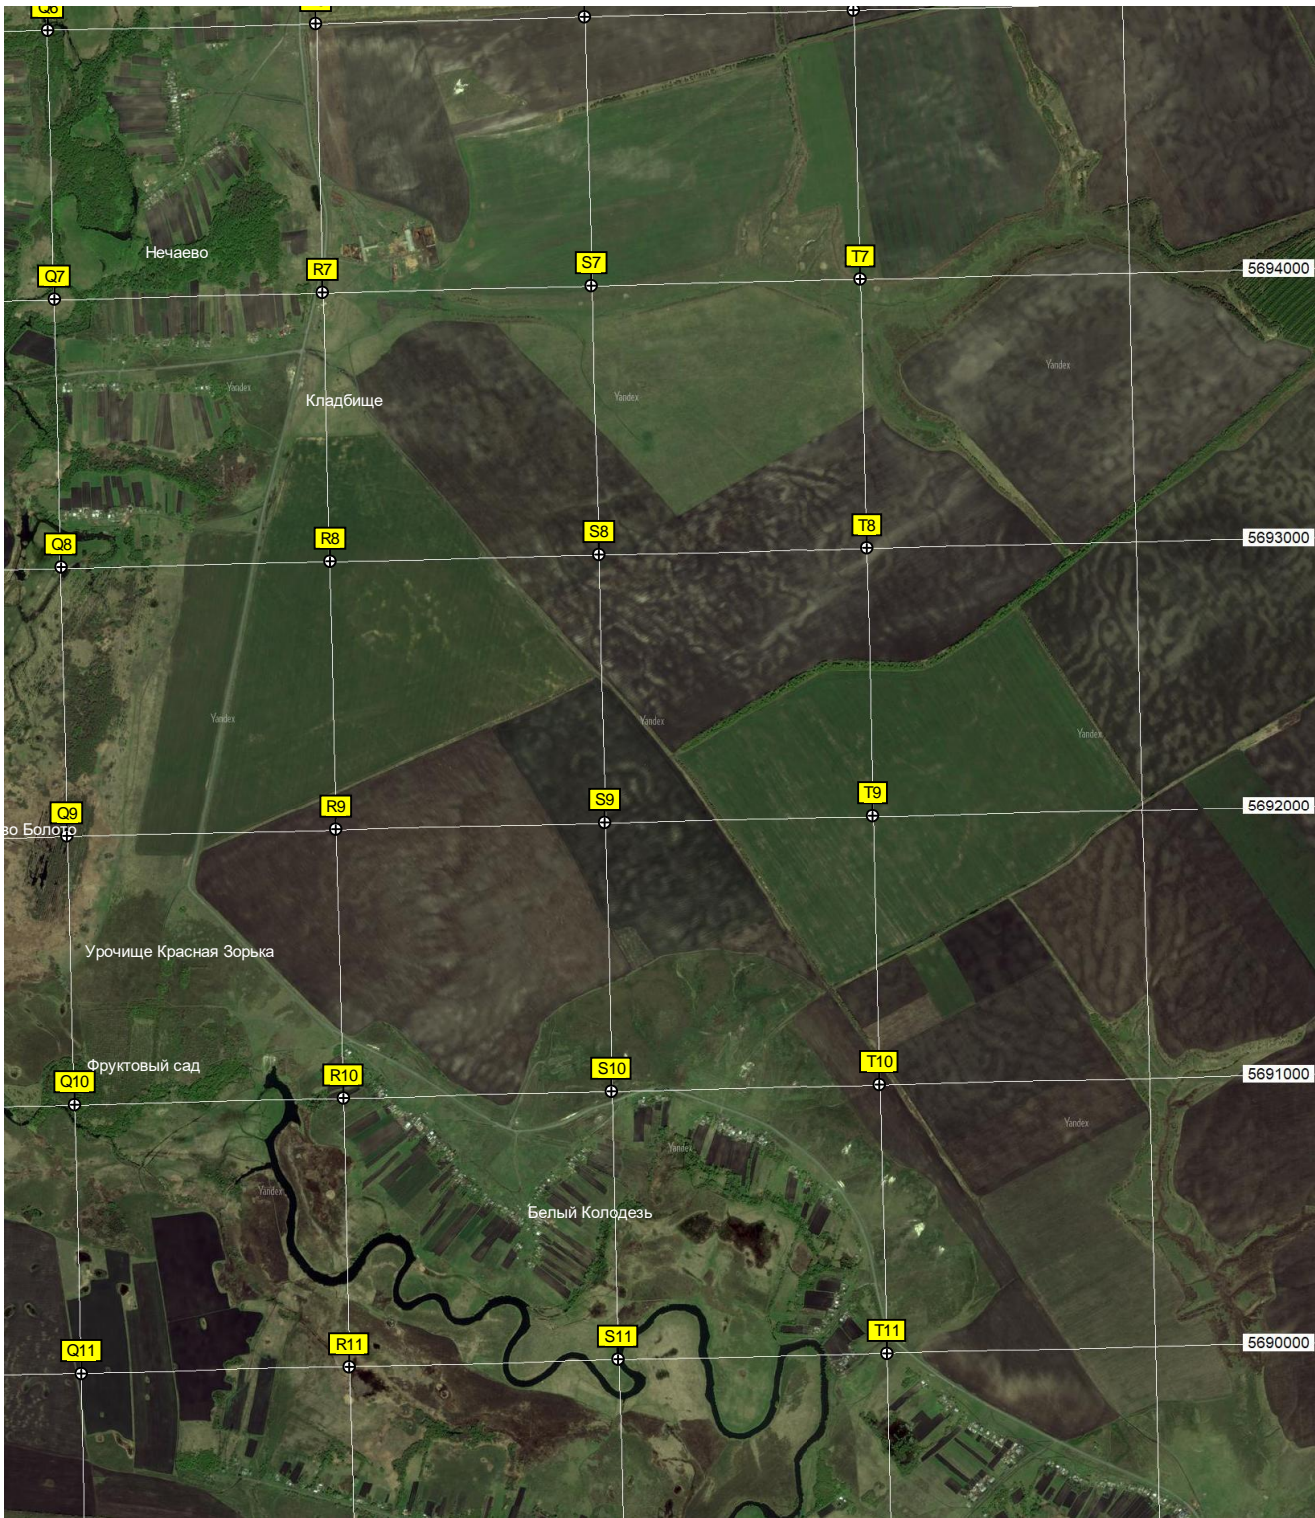 Q6
Нечаево
Q7
R7
S7
T7
5694000
Yandex
Yandex
Yandex
Кладбище
Q8
R8
S8
T8
5693000
Yandex
Yandex
Yandex
Q9
R9
S9
T9
5692000
во Болото
Урочище Красная Зорька
Фруктовый сад
Q10
R10
S10
T10
5691000
Yandex
Yandex
Yandex
Белый Колодезь
Q11
R11
S11
T11
5690000